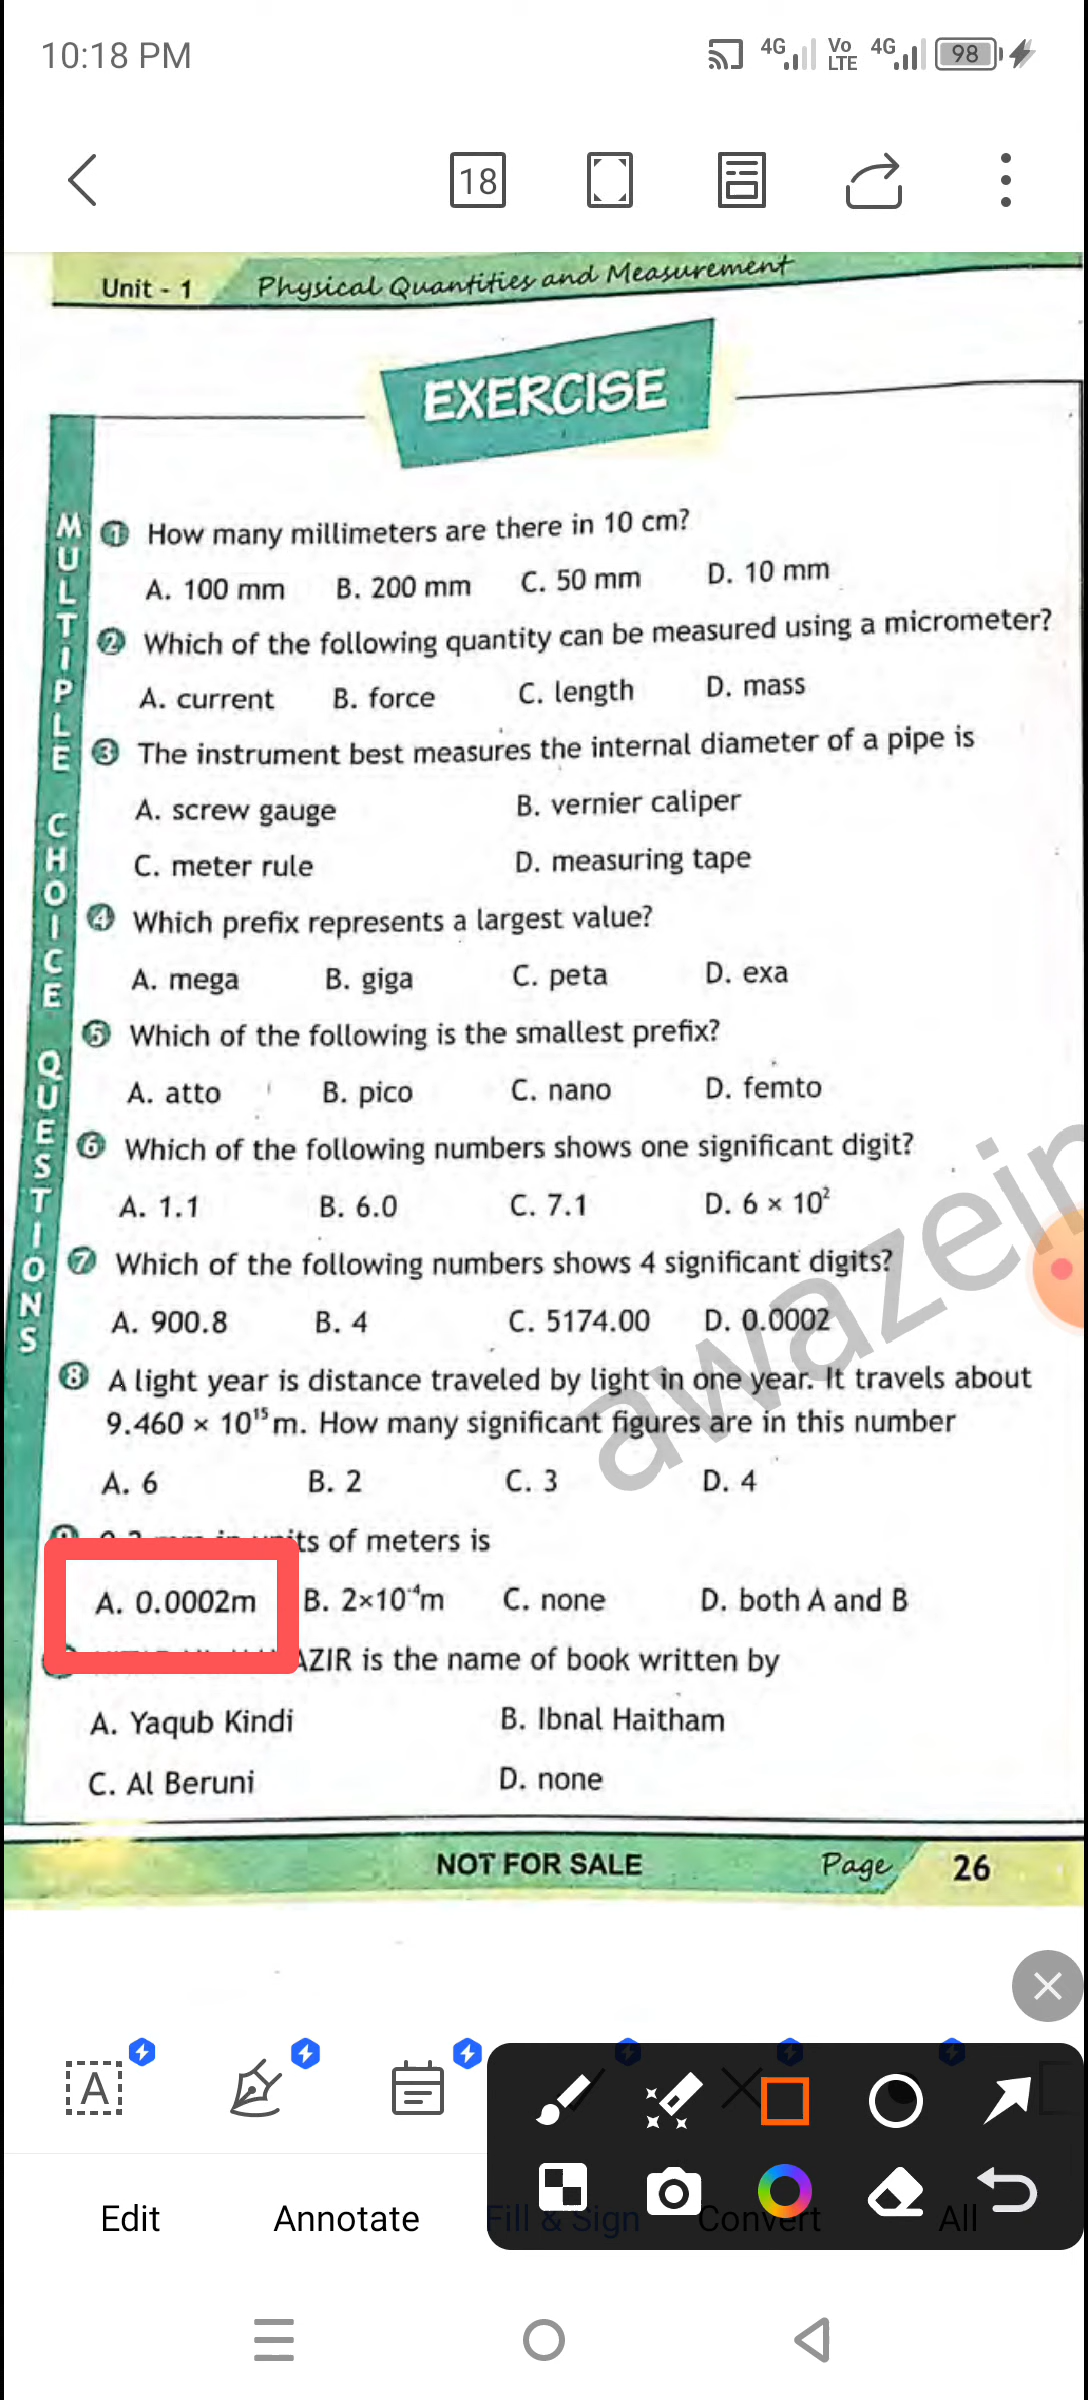 10:18 PM
4G Vo LTE 4G 98
18
Unit - 1 Physical Quantities and Measurement
EXERCISE
MULTIPLE CHOICE QUESTIONS
1 How many millimeters are there in 10 cm?
A. 100 mm B. 200 mm C. 50 mm D. 10 mm
2 Which of the following quantity can be measured using a micrometer?
A. current B. force C. length D. mass
3 The instrument best measures the internal diameter of a pipe is
A. screw gauge B. vernier caliper
C. meter rule D. measuring tape
4 Which prefix represents a largest value?
A. mega B. giga C. peta D. exa
5 Which of the following is the smallest prefix?
A. atto B. pico C. nano D. femto
6 Which of the following numbers shows one significant digit?
A. 1.1 B. 6.0 C. 7.1 D. 6 × 10²
7 Which of the following numbers shows 4 significant digits?
A. 900.8 B. 4 C. 5174.00 D. 0.0002
8 A light year is distance traveled by light in one year. It travels about
9.460 × 10¹⁵ m. How many significant figures are in this number
A. 6 B. 2 C. 3 D. 4
of meters is
A. 0.0002m B. 2×10⁻⁴m C. none D. both A and B
is the name of book written by
A. Yaqub Kindi B. Ibnal Haitham
C. Al Beruni D. none
NOT FOR SALE Page 26
awazein
A
Edit Annotate Fill & Sign Convert All